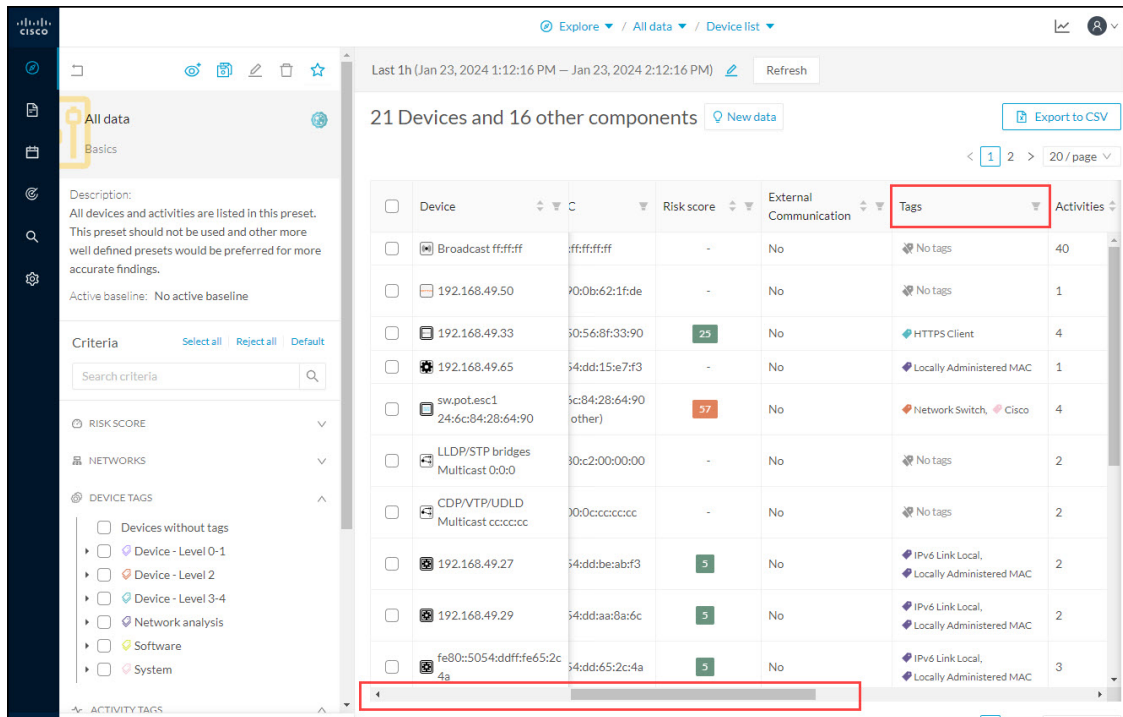 CISCO
Explore / All data / Device list
All data
Basics
Description:
All devices and activities are listed in this preset.
This preset should not be used and other more
well defined presets would be preferred for more
accurate findings.
Active baseline: No active baseline
Criteria
Select all Reject all Default
Search criteria
RISK SCORE
NETWORKS
DEVICE TAGS
Devices without tags
Device - Level 0-1
Device - Level 2
Device - Level 3-4
Network analysis
Software
System
ACTIVITY TAGS
Last 1h (Jan 23, 2024 1:12:16 PM — Jan 23, 2024 2:12:16 PM) Refresh
21 Devices and 16 other components New data
Export to CSV
< 1 2 > 20 / page
Device C Risk score External Communication Tags Activities
Broadcast ff:ff:ff :ff:ff:ff:ff - No No tags 40
192.168.49.50 90:0b:62:1f:de - No No tags 1
192.168.49.33 50:56:8f:33:90 25 No HTTPS Client 4
192.168.49.65 54:dd:15:e7:f3 - No Locally Administered MAC 1
sw.pot.esc1 6c:84:28:64:90
24:6c:84:28:64:90 other) 57 No Network Switch, Cisco 4
LLDP/STP bridges
Multicast 0:0:0 80:c2:00:00:00 - No No tags 2
CDP/VTP/UDLD
Multicast cc:cc:cc 00:0c:cc:cc:cc - No No tags 2
192.168.49.27 54:dd:be:ab:f3 5 No IPv6 Link Local,
Locally Administered MAC 2
192.168.49.29 54:dd:aa:8a:6c 5 No IPv6 Link Local,
Locally Administered MAC 2
fe80::5054:ddff:fe65:2c
4a 54:dd:65:2c:4a 5 No IPv6 Link Local,
Locally Administered MAC 3